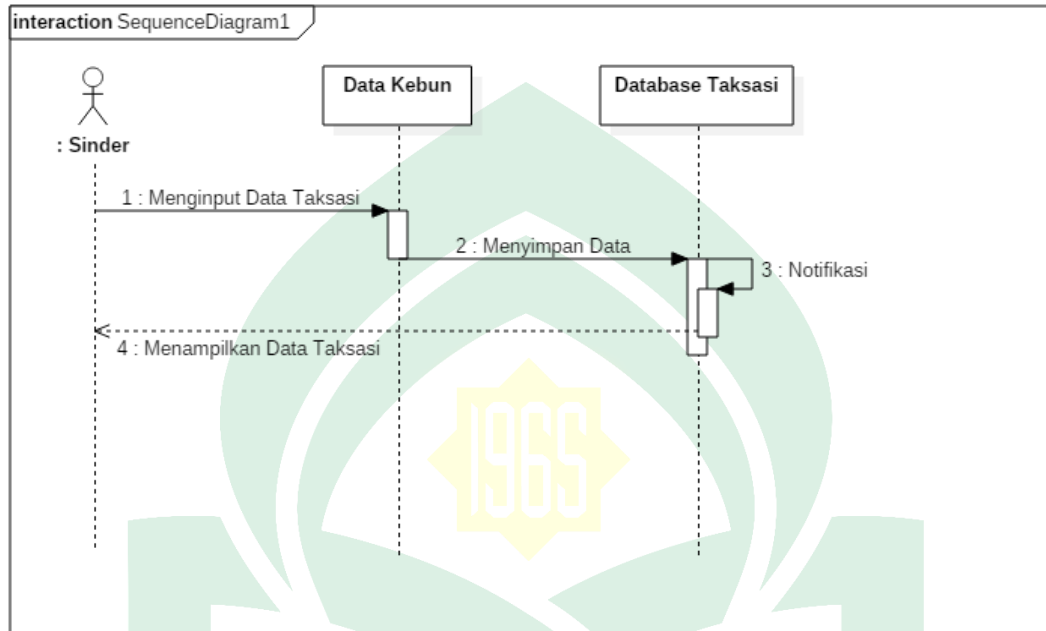 interaction SequenceDiagram1
Data Kebun
Database Taksasi
: Sinder
1 : Menginput Data Taksasi
2 : Menyimpan Data
3 : Notifikasi
4 : Menampilkan Data Taksasi
1965